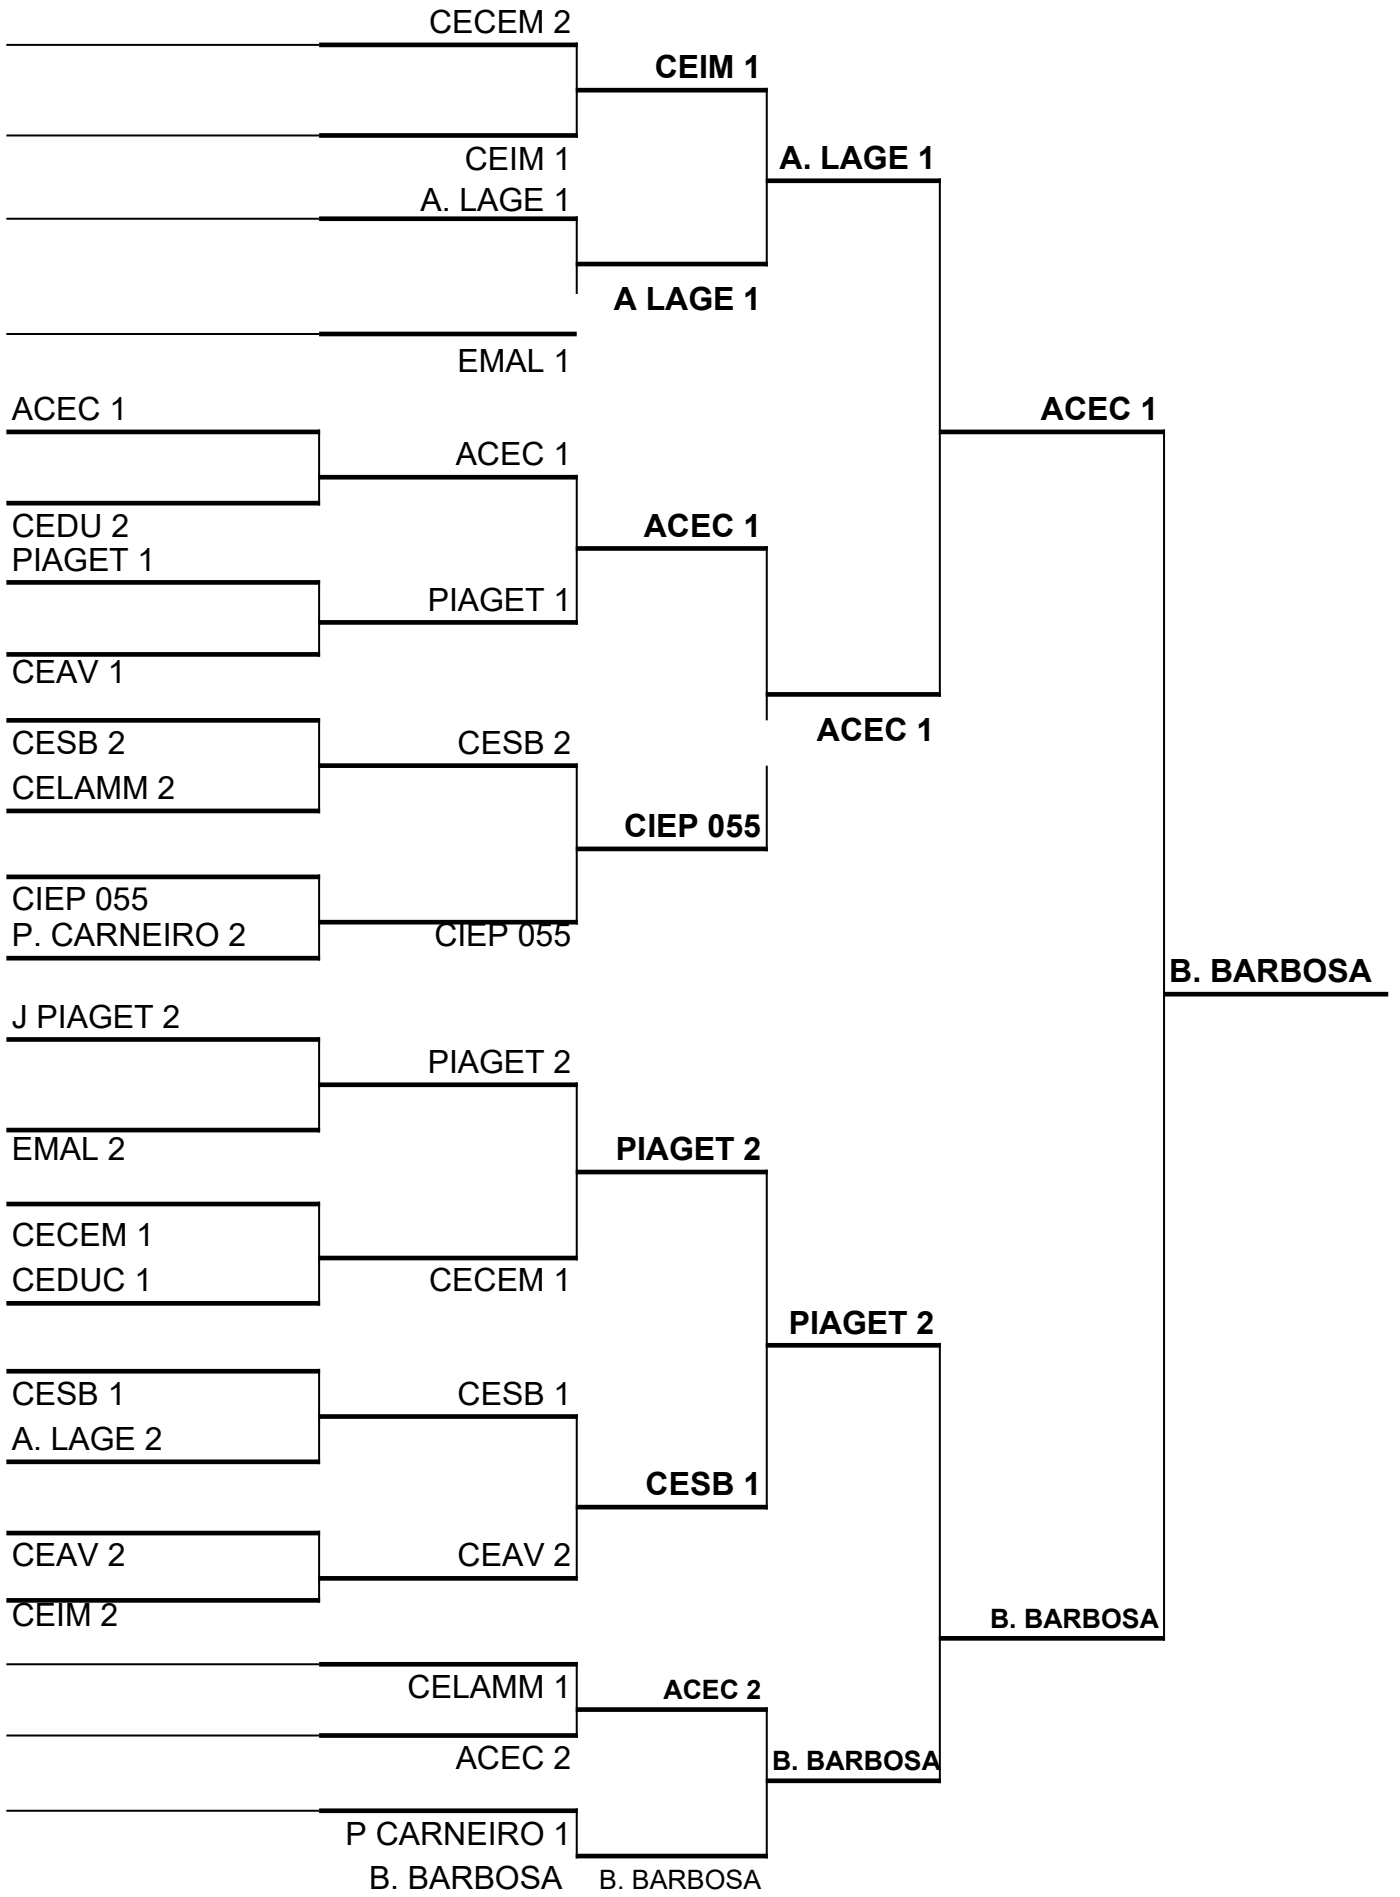 CECEM 2
CEIM 1
CEIM 1
A. LAGE 1
A. LAGE 1
A LAGE 1
EMAL 1
ACEC 1
ACEC 1
ACEC 1
CEDU 2
ACEC 1
PIAGET 1
PIAGET 1
CEAV 1
ACEC 1
CESB 2
CESB 2
CELAMM 2
CIEP 055
CIEP 055
P. CARNEIRO 2
CIEP 055
B. BARBOSA
J PIAGET 2
PIAGET 2
EMAL 2
PIAGET 2
CECEM 1
CEDUC 1
CECEM 1
PIAGET 2
CESB 1
CESB 1
A. LAGE 2
CESB 1
CEAV 2
CEAV 2
CEIM 2
B. BARBOSA
CELAMM 1
ACEC 2
ACEC 2
B. BARBOSA
P CARNEIRO 1
B. BARBOSA
B. BARBOSA